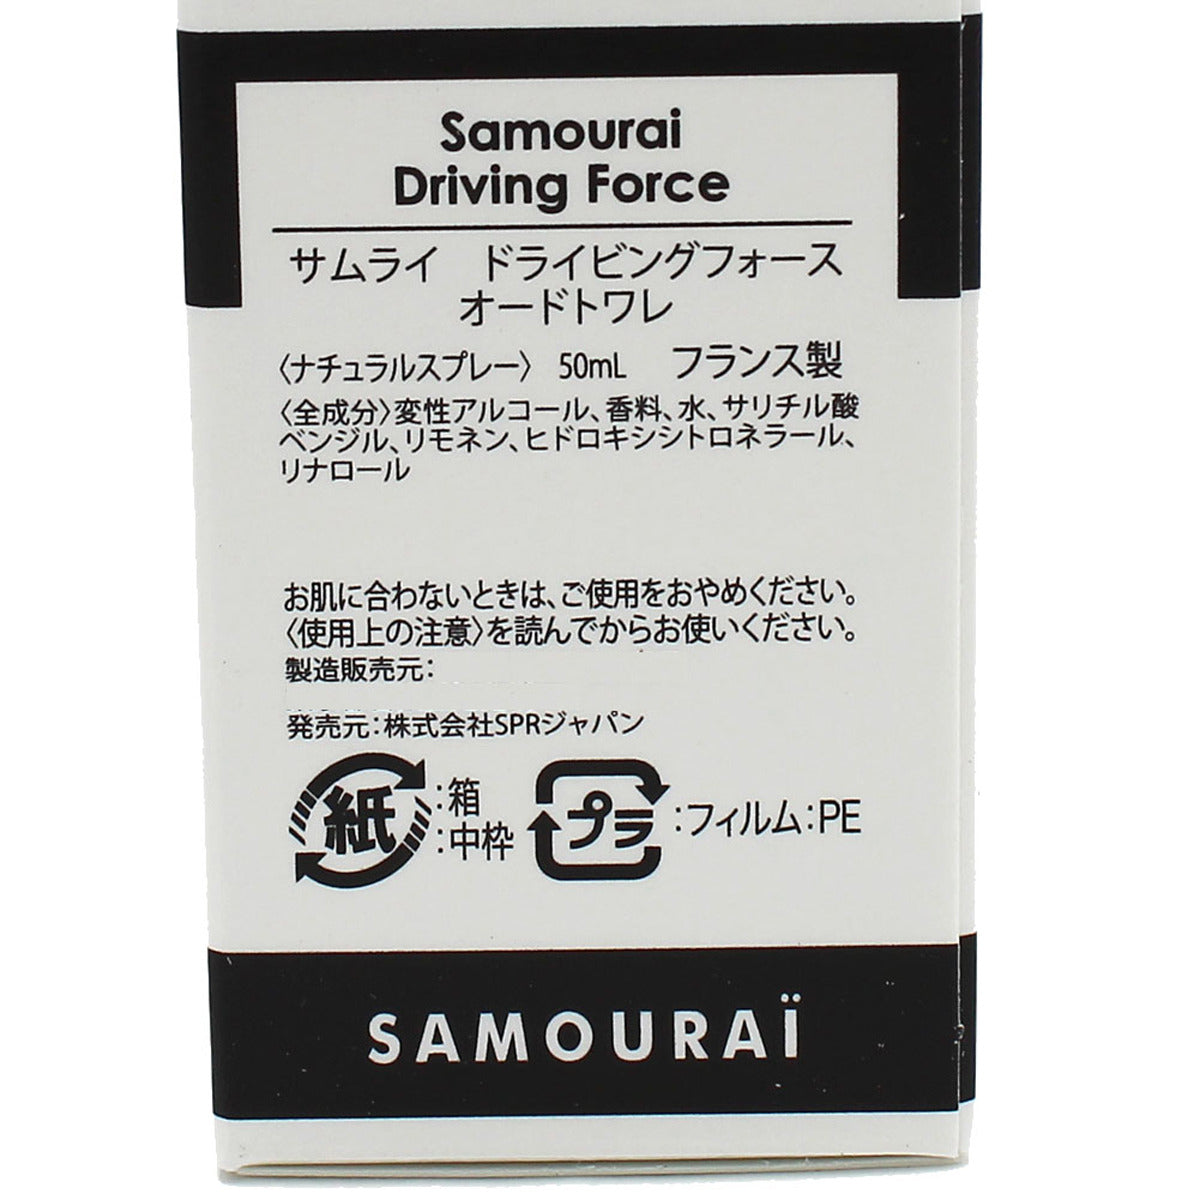 Samourai
Driving Force
サムライ　ドライビングフォース
オードトワレ
〈ナチュラルスプレー〉 50mL フランス製
〈全成分〉変性アルコール、香料、水、サリチル酸
ベンジル、リモネン、ヒドロキシシトロネラール、
リナロール
お肌に合わないときは、ご使用をおやめください。
〈使用上の注意〉を読んでからお使いください。
製造販売元:
発売元:株式会社SPRジャパン
紙 :箱
:中枠
プラ :フィルム:PE
SAMOURAÏ